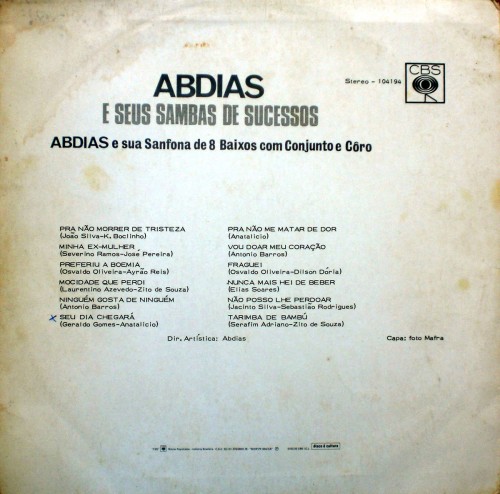 ABDIAS
E SEUS SAMBAS DE SUCESSOS
Stereo - 104194
CBS
ABDIAS e sua Sanfona de 8 Baixos com Conjunto e Côro
PRA NÃO MORRER DE TRISTEZA
(João Silva-K. Boclinho)
MINHA EX-MULHER
(Severino Ramos-José Pereira)
PREFERIU A BOEMIA
(Osvaldo Oliveira-Ayrão Reis)
MOCIDADE QUE PERDI
(Laurentino Azevedo-Zito de Souza)
NINGUÉM GOSTA DE NINGUÉM
(Antonio Barros)
SEU DIA CHEGARÁ
(Geraldo Gomes-Anatalicio)
PRA NÃO ME MATAR DE DOR
(Anatalicio)
VOU DOAR MEU CORAÇÃO
(Antonio Barros)
FRAGUEI
(Osvaldo Oliveira-Dilson Dória)
NUNCA MAIS HEI DE BEBER
(Elias Soares)
NÃO POSSO LHE PERDOAR
(Jacinto Silva-Sebastião Rodrigues)
TARIMBA DE BAMBÚ
(Serafim Adriano-Zito de Souza)
Dir. Artística: Abdias
Capa: foto Mafra
disco é cultura